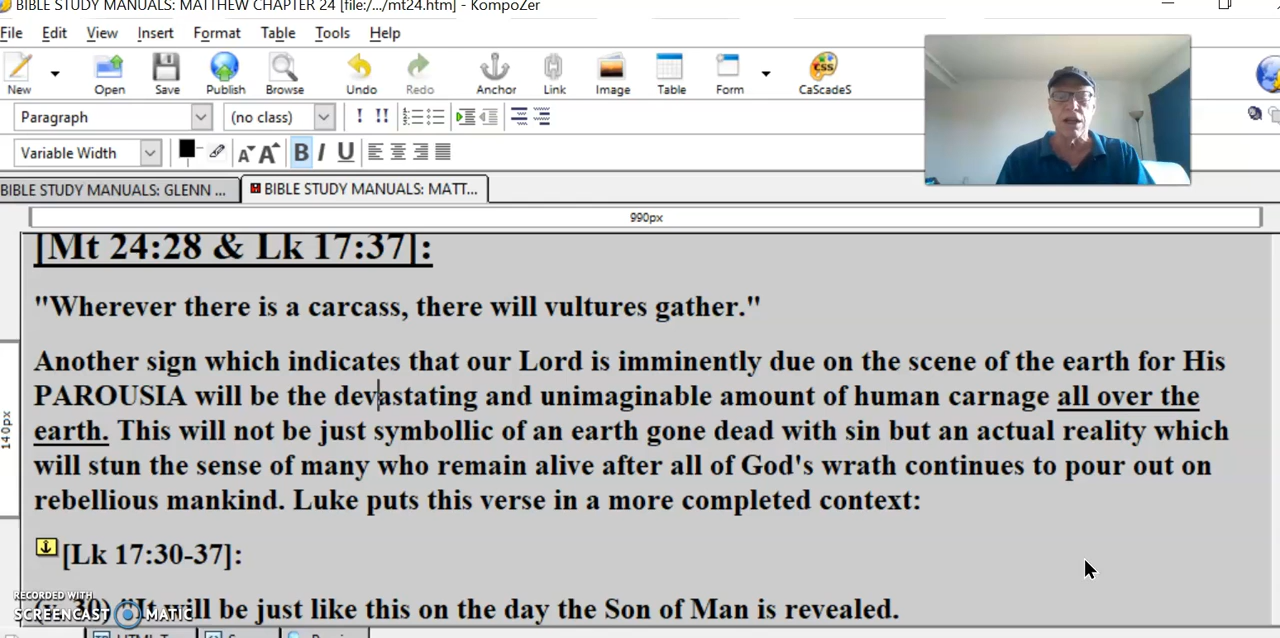 BIBLE STUDY MANUALS: MATTHEW CHAPTER 24 [file:/.../mt24.htm] - KompoZer
File Edit View Insert Format Table Tools Help
New Open Save Publish Browse Undo Redo Anchor Link Image Table Form CaScadeS
Paragraph (no class) ! !!
Variable Width A A B I U
BIBLE STUDY MANUALS: GLENN ... BIBLE STUDY MANUALS: MATT...
990px
[Mt 24:28 & Lk 17:37]:
"Wherever there is a carcass, there will vultures gather."
Another sign which indicates that our Lord is imminently due on the scene of the earth for His
PAROUSIA will be the devastating and unimaginable amount of human carnage all over the
earth. This will not be just symbollic of an earth gone dead with sin but an actual reality which
will stun the sense of many who remain alive after all of God's wrath continues to pour out on
rebellious mankind. Luke puts this verse in a more completed context:
140px
[Lk 17:30-37]:
RECORDED WITH
SCREENCAST MATIC
30) "It will be just like this on the day the Son of Man is revealed.